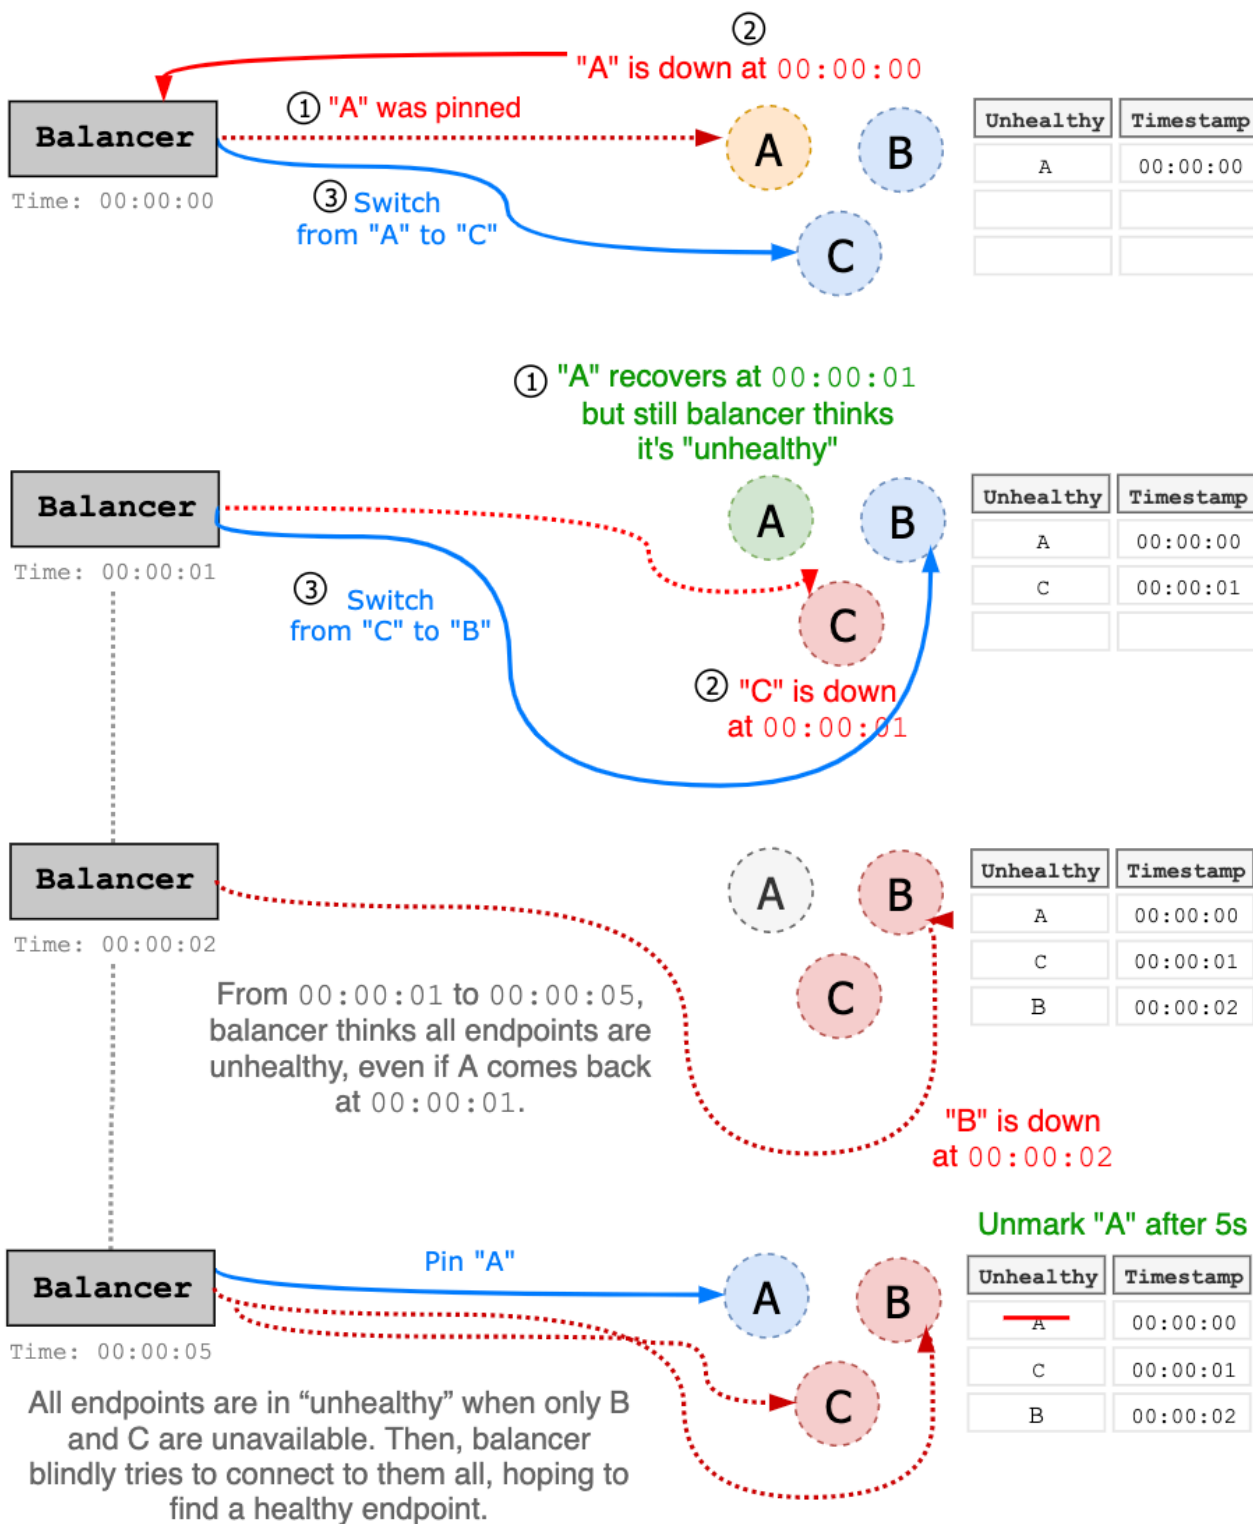 ②
"A" is down at 00:00:00
Balancer
① "A" was pinned
A
B
Unhealthy Timestamp
A 00:00:00
Time: 00:00:00
③ Switch
from "A" to "C"
C
① "A" recovers at 00:00:01
but still balancer thinks
it's "unhealthy"
Balancer
A
B
Unhealthy Timestamp
A 00:00:00
C 00:00:01
Time: 00:00:01
③ Switch
from "C" to "B"
C
② "C" is down
at 00:00:01
Balancer
A
B
Unhealthy Timestamp
A 00:00:00
C 00:00:01
B 00:00:02
Time: 00:00:02
C
From 00:00:01 to 00:00:05,
balancer thinks all endpoints are
unhealthy, even if A comes back
at 00:00:01.
"B" is down
at 00:00:02
Unmark "A" after 5s
Balancer
Pin "A"
A
B
Unhealthy Timestamp
A 00:00:00
C 00:00:01
B 00:00:02
Time: 00:00:05
C
All endpoints are in “unhealthy” when only B
and C are unavailable. Then, balancer
blindly tries to connect to them all, hoping to
find a healthy endpoint.